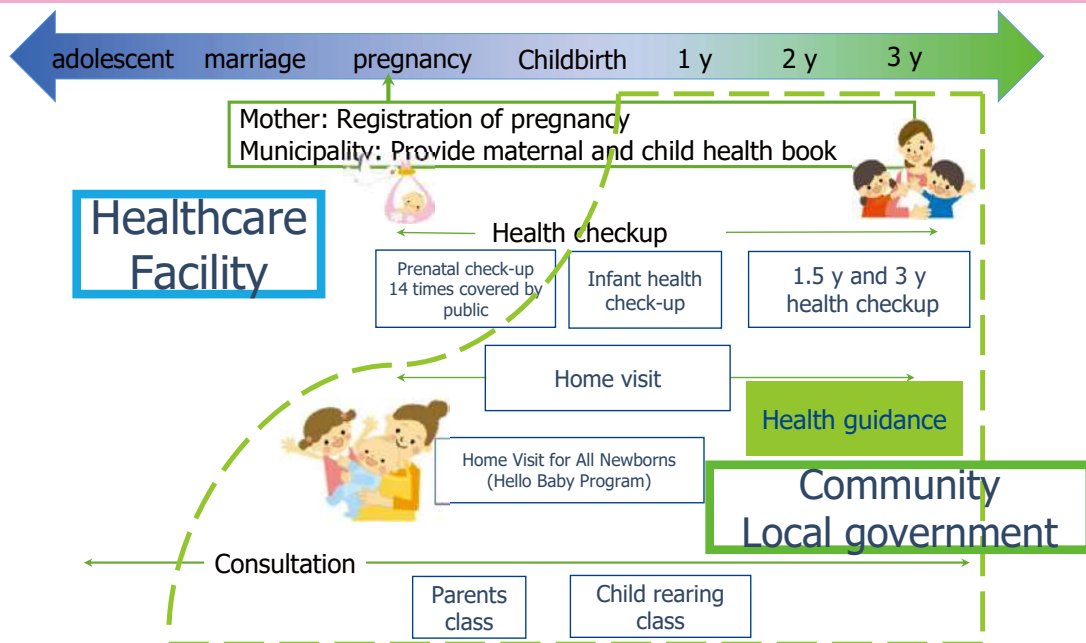 adolescent marriage pregnancy Childbirth 1 y 2 y 3 y
Mother: Registration of pregnancy
Municipality: Provide maternal and child health book
Healthcare
Facility
Health checkup
Prenatal check-up
14 times covered by
public
Infant health
check-up
1.5 y and 3 y
health checkup
Home visit
Health guidance
Home Visit for All Newborns
(Hello Baby Program)
Community
Local government
Consultation
Parents
class
Child rearing
class